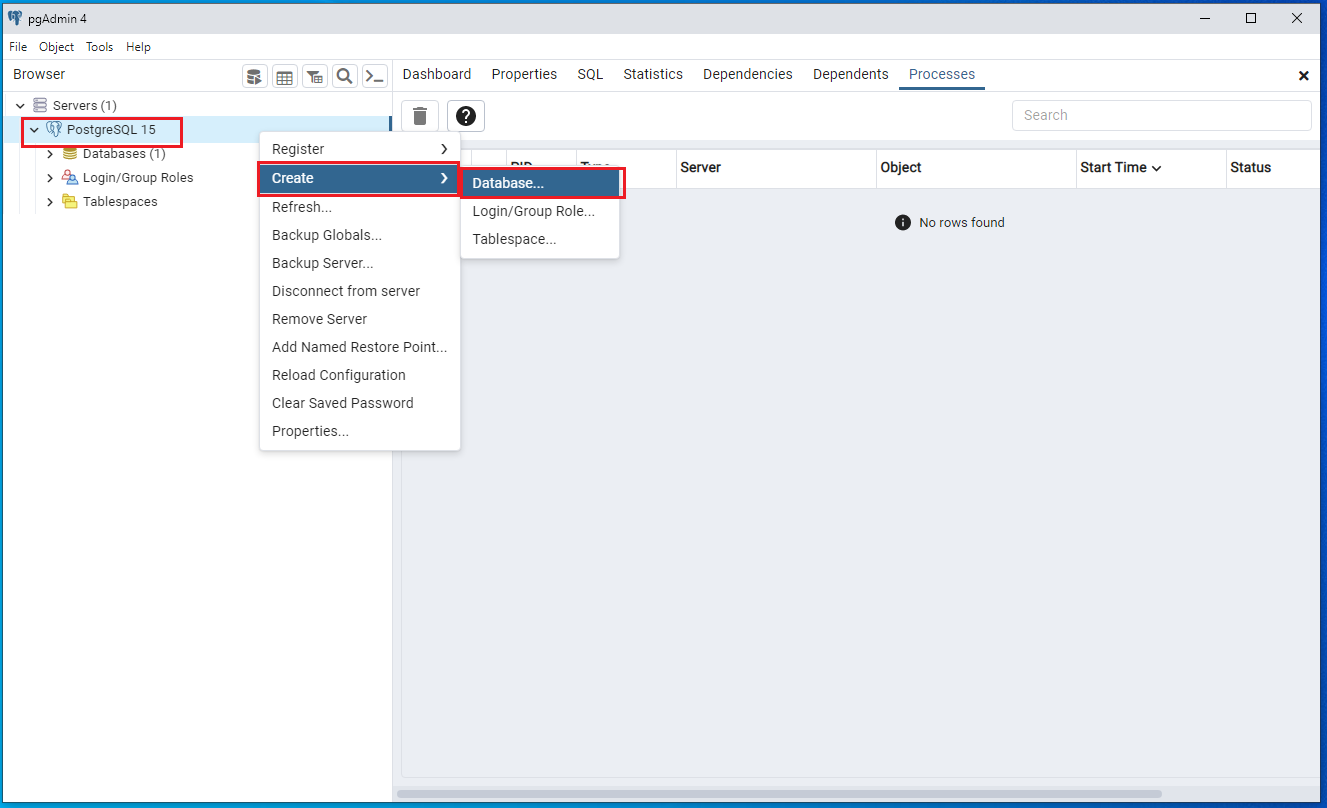 pgAdmin 4
File Object Tools Help
Browser
Dashboard Properties SQL Statistics Dependencies Dependents Processes
Servers (1)
PostgreSQL 15
Databases (1)
Login/Group Roles
Tablespaces
Search
PID Type Server Object Start Time Status
No rows found
Register
Create
Refresh...
Backup Globals...
Backup Server...
Disconnect from server
Remove Server
Add Named Restore Point...
Reload Configuration
Clear Saved Password
Properties...
Database...
Login/Group Role...
Tablespace...